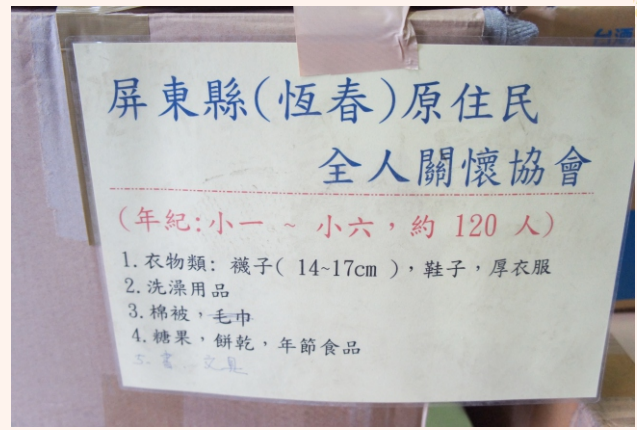 屏東縣(恆春)原住民
全人關懷協會
(年紀:小一 ~ 小六，約 120 人)
1.衣物類: 襪子( 14~17cm )，鞋子，厚衣服
2.洗澡用品
3.棉被，毛巾
4.糖果，餅乾，年節食品
5. 書 文具